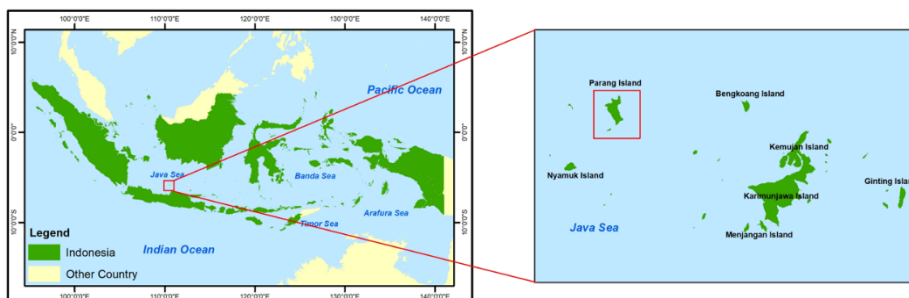 100°0'0"E
110°0'0"E
120°0'0"E
130°0'0"E
140°0'0"E
10°0'0"N
0°0'0"
10°0'0"S
10°0'0"N
0°0'0"
10°0'0"S
Pacific Ocean
Java Sea
Banda Sea
Arafura Sea
Timor Sea
Indian Ocean
Legend
Indonesia
Other Country
100°0'0"E
110°0'0"E
120°0'0"E
130°0'0"E
140°0'0"E
Parang Island
Bengkoang Island
Kemujan Island
Nyamuk Island
Ginting Island
Karimunjawa Island
Java Sea
Menjangan Island